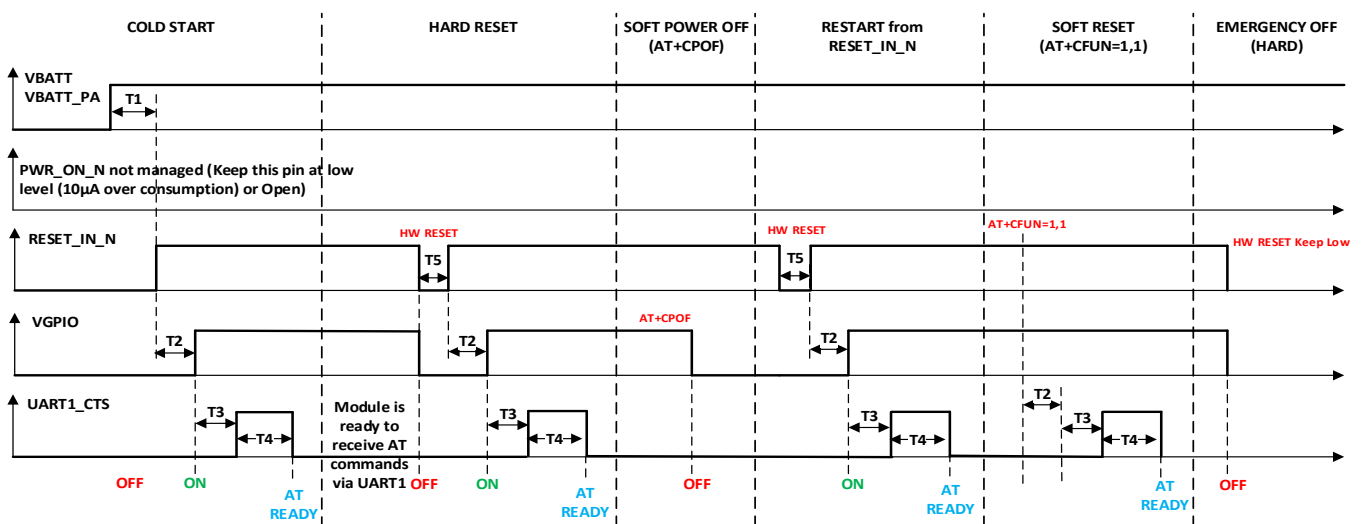 COLD START
HARD RESET
SOFT POWER OFF
(AT+CPOF)
RESTART from
RESET_IN_N
SOFT RESET
(AT+CFUN=1,1)
EMERGENCY OFF
(HARD)
VBATT
VBATT_PA
T1
PWR_ON_N not managed (Keep this pin at low
level (10µA over consumption) or Open)
RESET_IN_N
HW RESET
T5
HW RESET
T5
AT+CFUN=1,1
HW RESET Keep Low
VGPIO
T2
T2
AT+CPOF
T2
UART1_CTS
T3
T4
Module is
ready to
receive AT
commands
via UART1
T3
T4
T3
T4
T2
T3
T4
OFF
ON
AT
READY
OFF
ON
AT
READY
OFF
ON
AT
READY
AT
READY
OFF